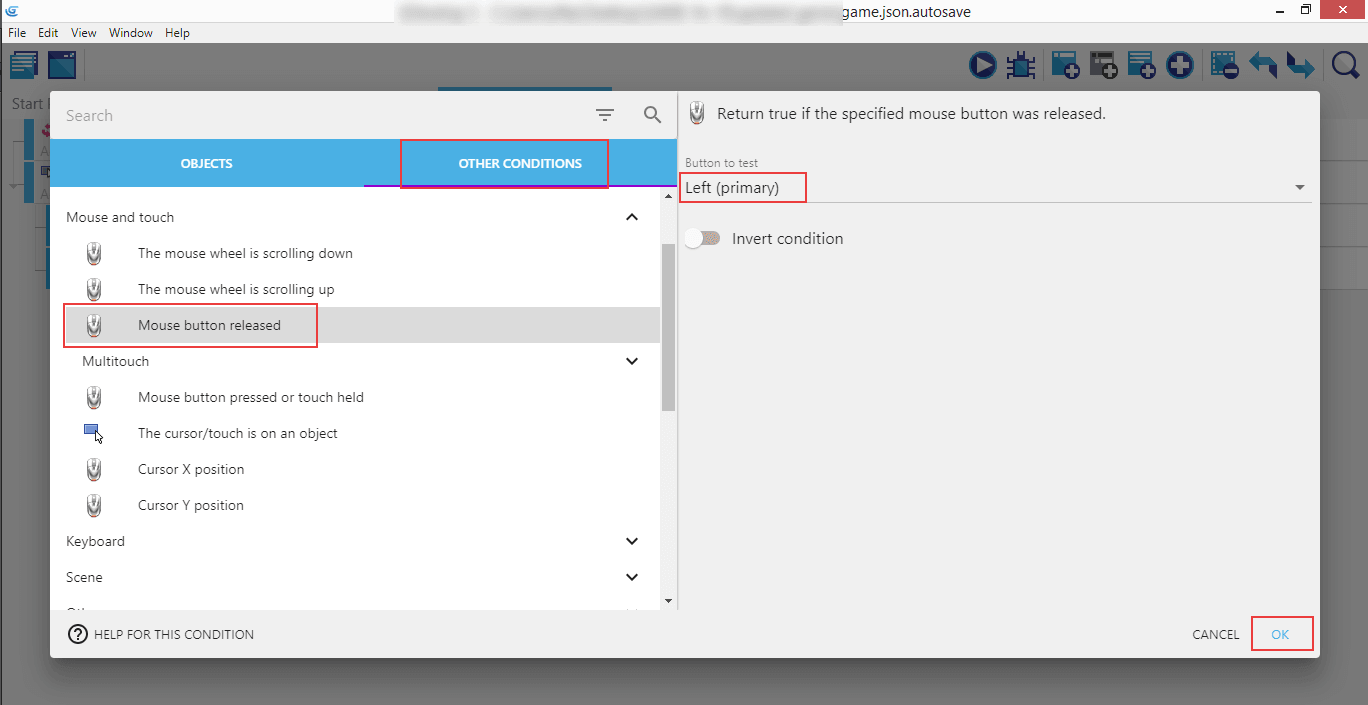 game.json.autosave
File Edit View Window Help
Start
Search
OBJECTS
OTHER CONDITIONS
Mouse and touch
The mouse wheel is scrolling down
The mouse wheel is scrolling up
Mouse button released
Multitouch
Mouse button pressed or touch held
The cursor/touch is on an object
Cursor X position
Cursor Y position
Keyboard
Scene
HELP FOR THIS CONDITION
Return true if the specified mouse button was released.
Button to test
Left (primary)
Invert condition
CANCEL
OK